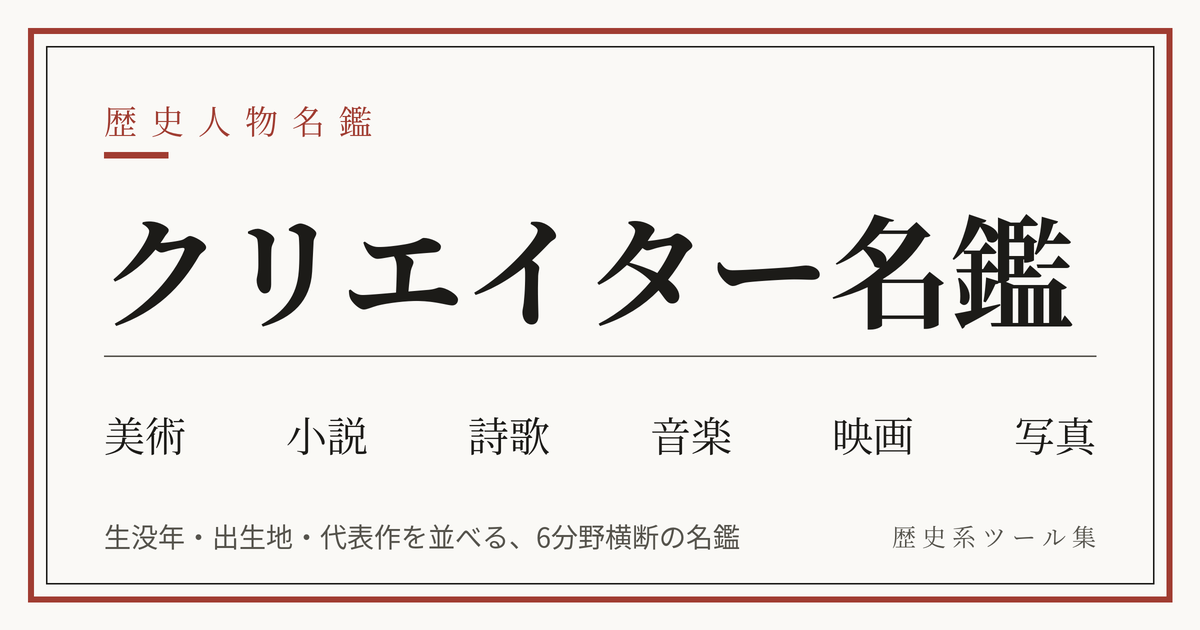 歴史人物名鑑
クリエイター名鑑
美術 小説 詩歌 音楽 映画 写真
生没年・出生地・代表作を並べる、6分野横断の名鑑
歴史系ツール集